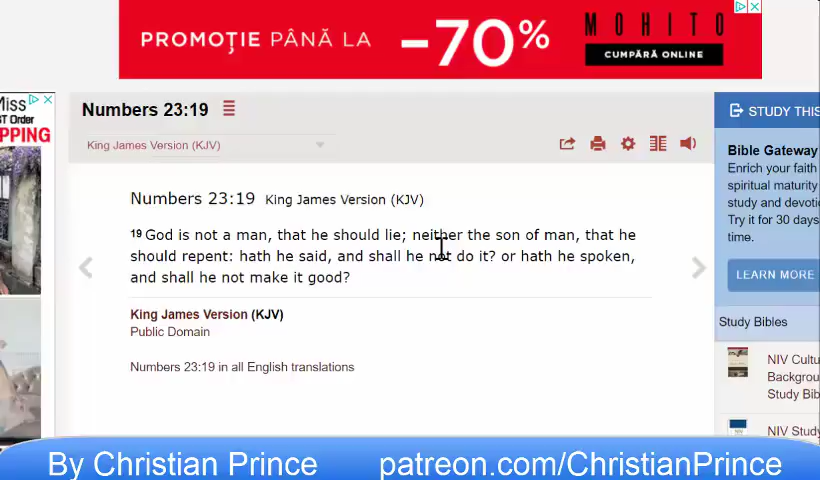 PROMOȚIE PÂNĂ LA −70%
MOHITO
CUMPĂRĂ ONLINE
Miss
ST Order
PPING
Numbers 23:19
King James Version (KJV)
Numbers 23:19 King James Version (KJV)
19 God is not a man, that he should lie; neither the son of man, that he
should repent: hath he said, and shall he not do it? or hath he spoken,
and shall he not make it good?
King James Version (KJV)
Public Domain
Numbers 23:19 in all English translations
STUDY THIS
Bible Gateway
Enrich your faith
spiritual maturity
study and devoti
Try it for 30 days
time.
LEARN MORE
Study Bibles
NIV Cultu
Backgrou
Study Bib
NIV Study
By Christian Prince patreon.com/ChristianPrince